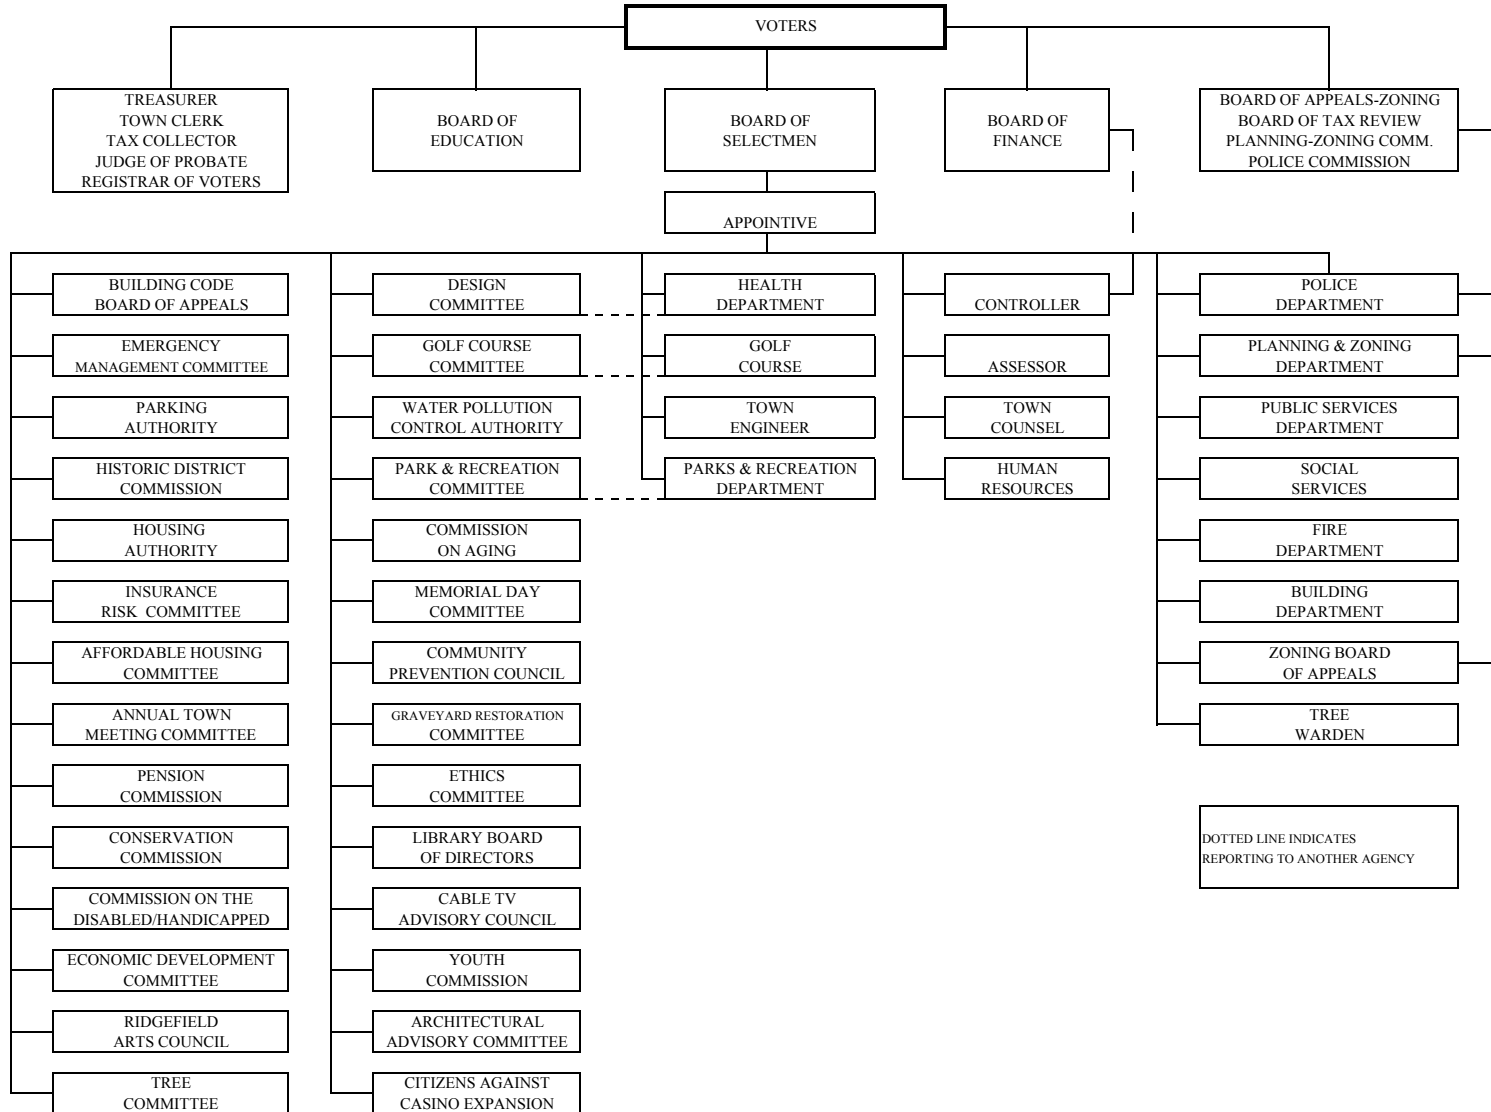 VOTERS
TREASURER
TOWN CLERK
TAX COLLECTOR
JUDGE OF PROBATE
REGISTRAR OF VOTERS
BOARD OF
EDUCATION
BOARD OF
SELECTMEN
BOARD OF
FINANCE
BOARD OF APPEALS-ZONING
BOARD OF TAX REVIEW
PLANNING-ZONING COMM.
POLICE COMMISSION
APPOINTIVE
BUILDING CODE
BOARD OF APPEALS
EMERGENCY
MANAGEMENT COMMITTEE
PARKING
AUTHORITY
HISTORIC DISTRICT
COMMISSION
HOUSING
AUTHORITY
INSURANCE
RISK COMMITTEE
AFFORDABLE HOUSING
COMMITTEE
ANNUAL TOWN
MEETING COMMITTEE
PENSION
COMMISSION
CONSERVATION
COMMISSION
COMMISSION ON THE
DISABLED/HANDICAPPED
ECONOMIC DEVELOPMENT
COMMITTEE
RIDGEFIELD
ARTS COUNCIL
TREE
COMMITTEE
DESIGN
COMMITTEE
GOLF COURSE
COMMITTEE
WATER POLLUTION
CONTROL AUTHORITY
PARK & RECREATION
COMMITTEE
COMMISSION
ON AGING
MEMORIAL DAY
COMMITTEE
COMMUNITY
PREVENTION COUNCIL
GRAVEYARD RESTORATION
COMMITTEE
ETHICS
COMMITTEE
LIBRARY BOARD
OF DIRECTORS
CABLE TV
ADVISORY COUNCIL
YOUTH
COMMISSION
ARCHITECTURAL
ADVISORY COMMITTEE
CITIZENS AGAINST
CASINO EXPANSION
HEALTH
DEPARTMENT
GOLF
COURSE
TOWN
ENGINEER
PARKS & RECREATION
DEPARTMENT
CONTROLLER
ASSESSOR
TOWN
COUNSEL
HUMAN
RESOURCES
POLICE
DEPARTMENT
PLANNING & ZONING
DEPARTMENT
PUBLIC SERVICES
DEPARTMENT
SOCIAL
SERVICES
FIRE
DEPARTMENT
BUILDING
DEPARTMENT
ZONING BOARD
OF APPEALS
TREE
WARDEN
DOTTED LINE INDICATES
REPORTING TO ANOTHER AGENCY